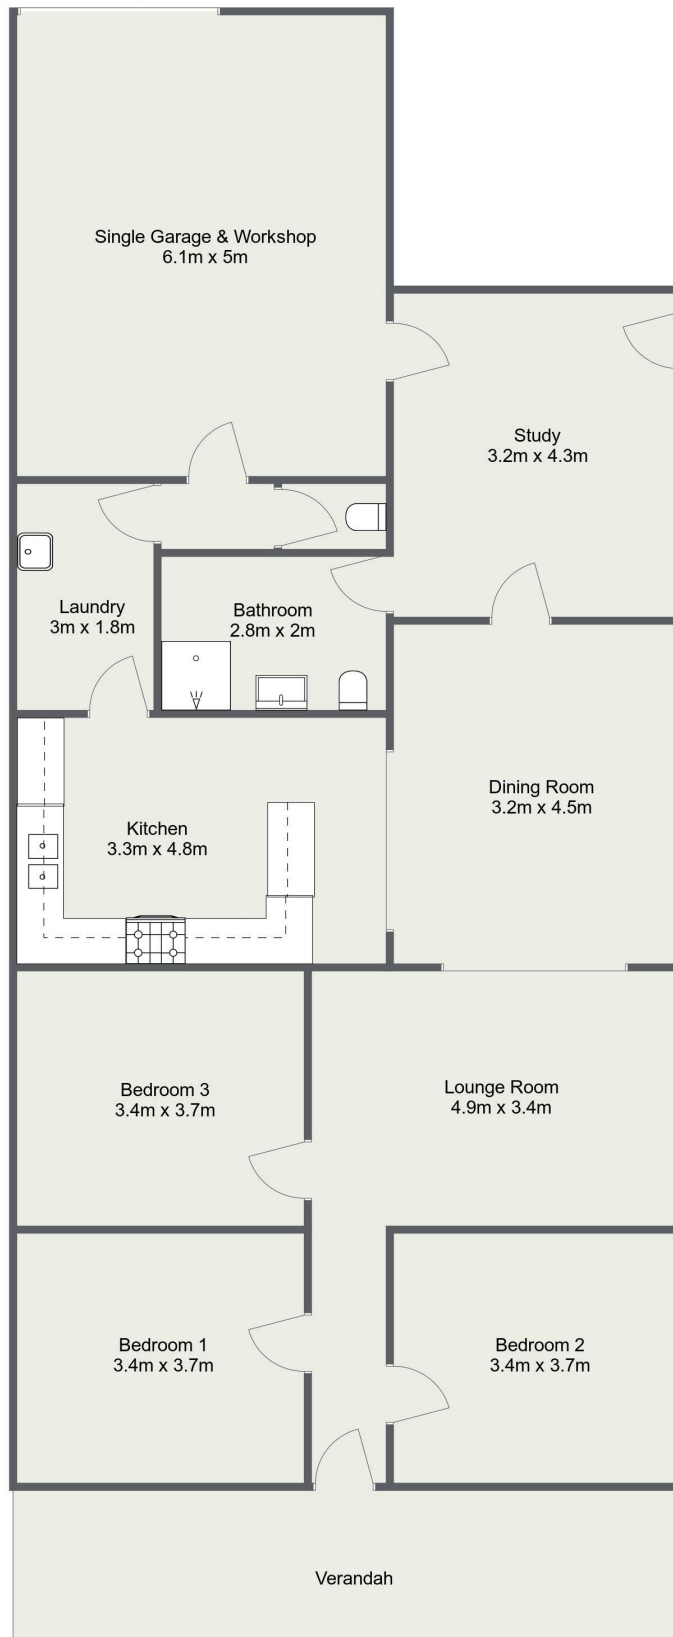 Single Garage & Workshop
6.1m x 5m
Study
3.2m x 4.3m
Laundry
3m x 1.8m
Bathroom
2.8m x 2m
Dining Room
3.2m x 4.5m
Kitchen
3.3m x 4.8m
Bedroom 3
3.4m x 3.7m
Lounge Room
4.9m x 3.4m
Bedroom 1
3.4m x 3.7m
Bedroom 2
3.4m x 3.7m
Verandah